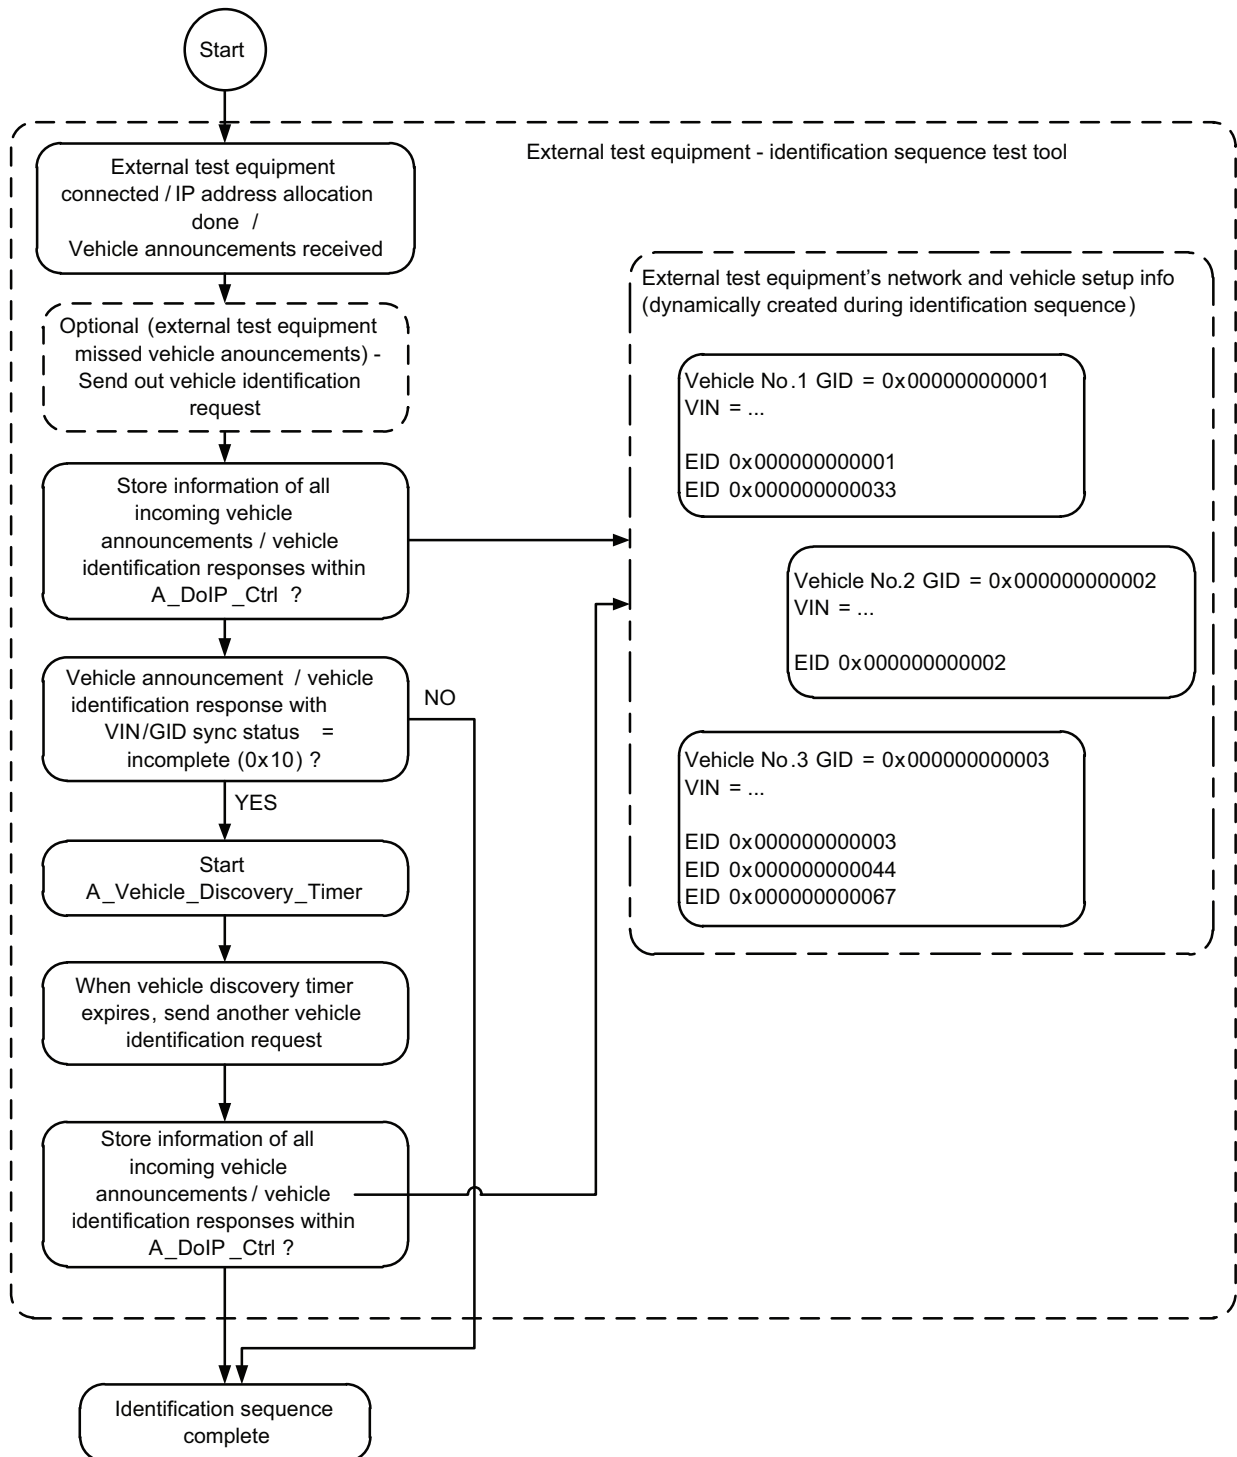 Start
External test equipment - identification sequence test tool
External test equipment
connected / IP address allocation
done /
Vehicle announcements received
Optional (external test equipment
missed vehicle anouncements) -
Send out vehicle identification
request
Store information of all
incoming vehicle
announcements / vehicle
identification responses within
A_DoIP_Ctrl ?
Vehicle announcement / vehicle
identification response with
VIN/GID sync status =
incomplete (0x10) ?
NO
YES
Start
A_Vehicle_Discovery_Timer
When vehicle discovery timer
expires, send another vehicle
identification request
Store information of all
incoming vehicle
announcements / vehicle
identification responses within
A_DoIP_Ctrl ?
Identification sequence
complete
External test equipment's network and vehicle setup info
(dynamically created during identification sequence)
Vehicle No.1 GID = 0x000000000001
VIN = ...
EID 0x000000000001
EID 0x000000000033
Vehicle No.2 GID = 0x000000000002
VIN = ...
EID 0x000000000002
Vehicle No.3 GID = 0x000000000003
VIN = ...
EID 0x000000000003
EID 0x000000000044
EID 0x000000000067